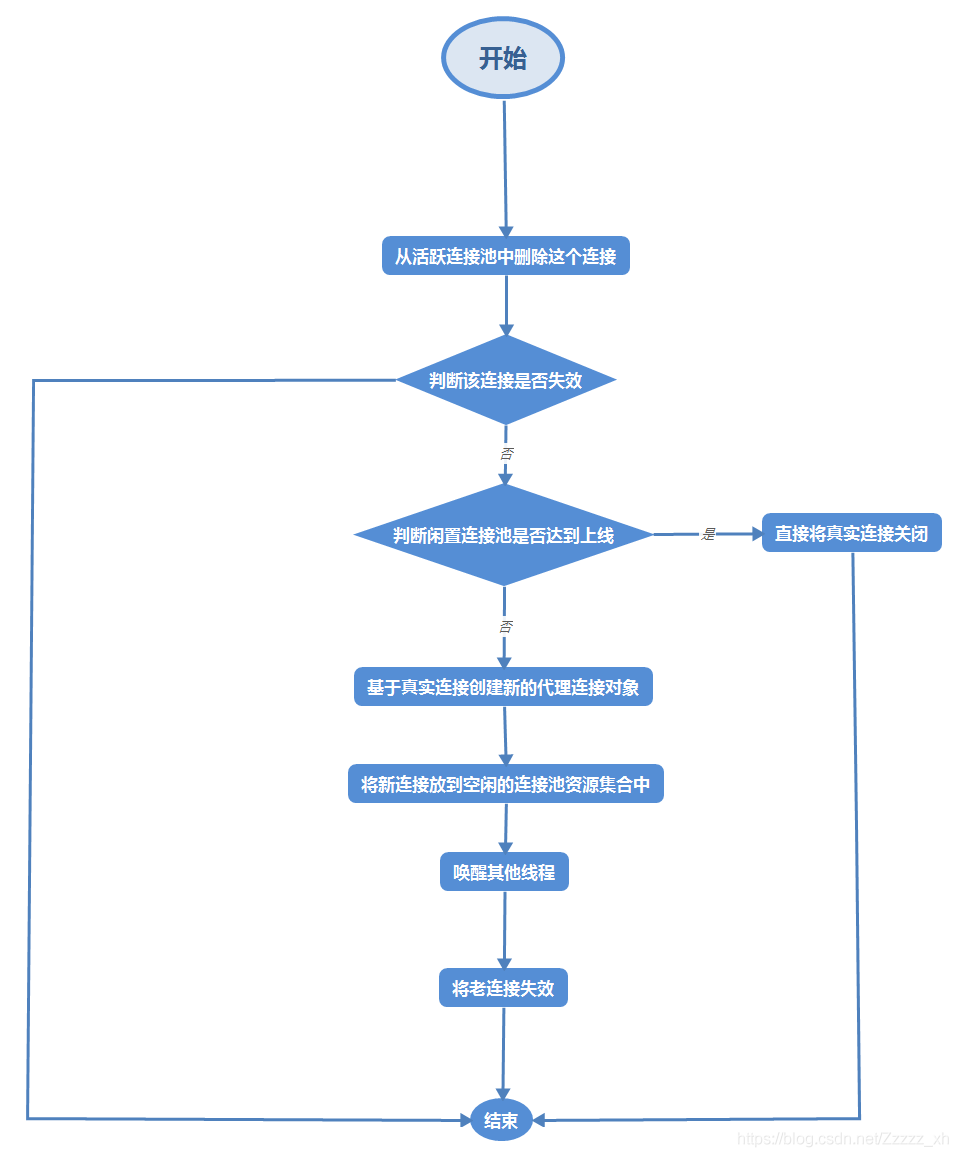 开始
从活跃连接池中删除这个连接
判断该连接是否失效
否
判断闲置连接池是否达到上线
是
直接将真实连接关闭
否
基于真实连接创建新的代理连接对象
将新连接放到空闲的连接池资源集合中
唤醒其他线程
将老连接失效
结束
https://blog.csdn.net/Zzzzz_xh